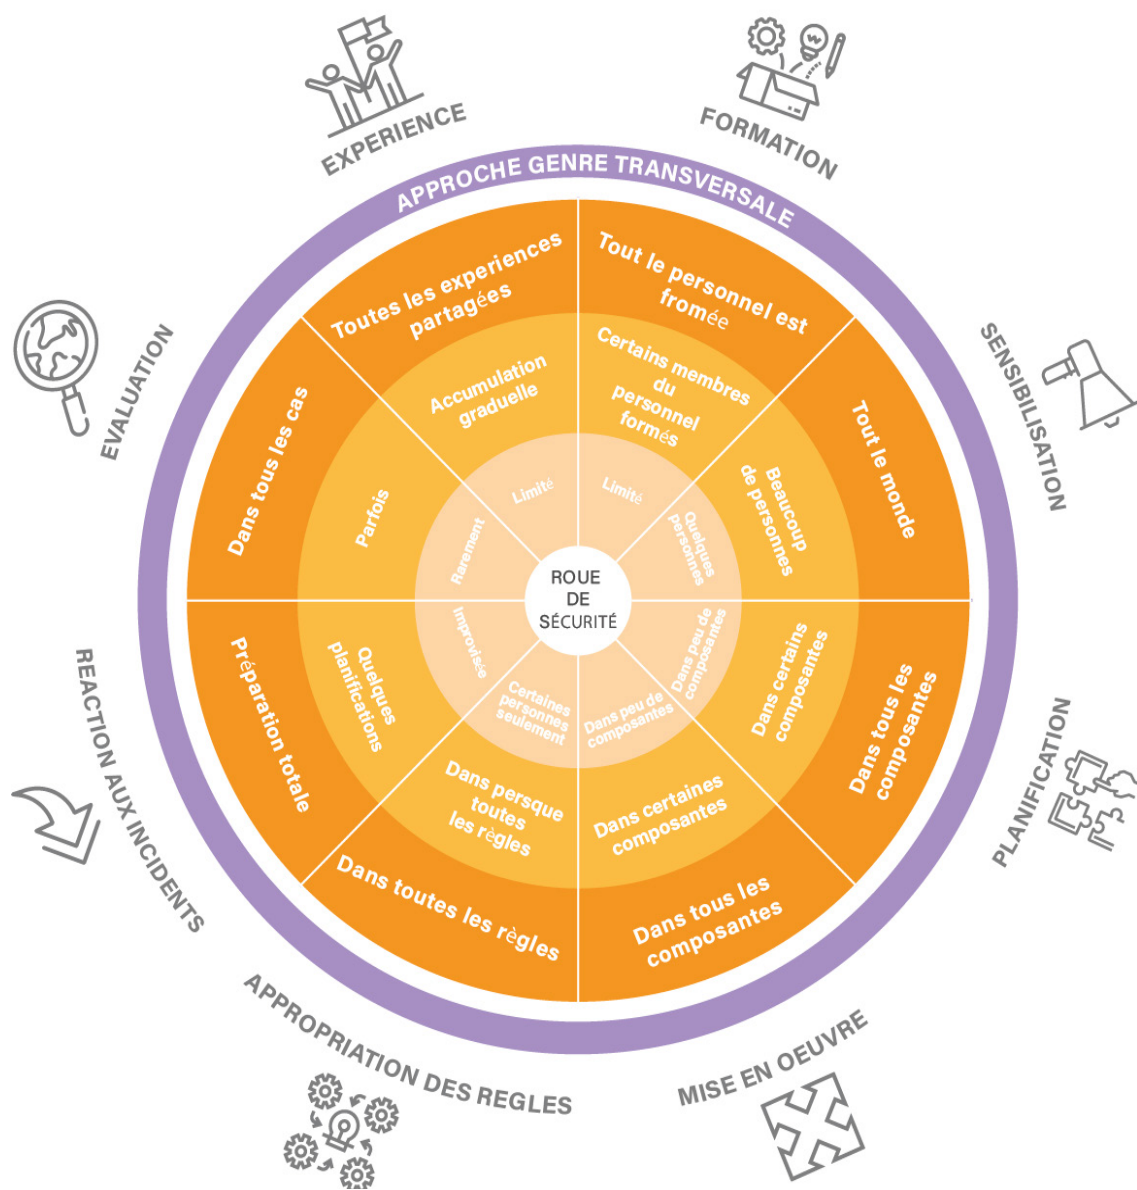 EXPERIENCE
FORMATION
SENSIBILISATION
PLANIFICATION
MISE EN OEUVRE
APPROPRIATION DES REGLES
REACTION AUX INCIDENTS
EVALUATION
APPROCHE GENRE TRANSVERSALE
Toutes les experiences
partagées
Accumulation
graduelle
Limité
Tout le personnel est
fromée
Certains membres
du
personnel
formés
Limité
Tout le monde
Beaucoup
de personnes
Quelques
personnes
Dans tous les
composantes
Dans certains
composantes
Dans peu de
composantes
Dans tous les
composantes
Dans certaines
composantes
Dans peu de
composantes
Dans toutes les règles
Dans persque
toutes
les règles
Certaines
personnes
seulement
Préparation totale
Quelques
planifications
Improvisée
Dans tous les cas
Parfois
Rarement
ROUE
DE
SÉCURITÉ